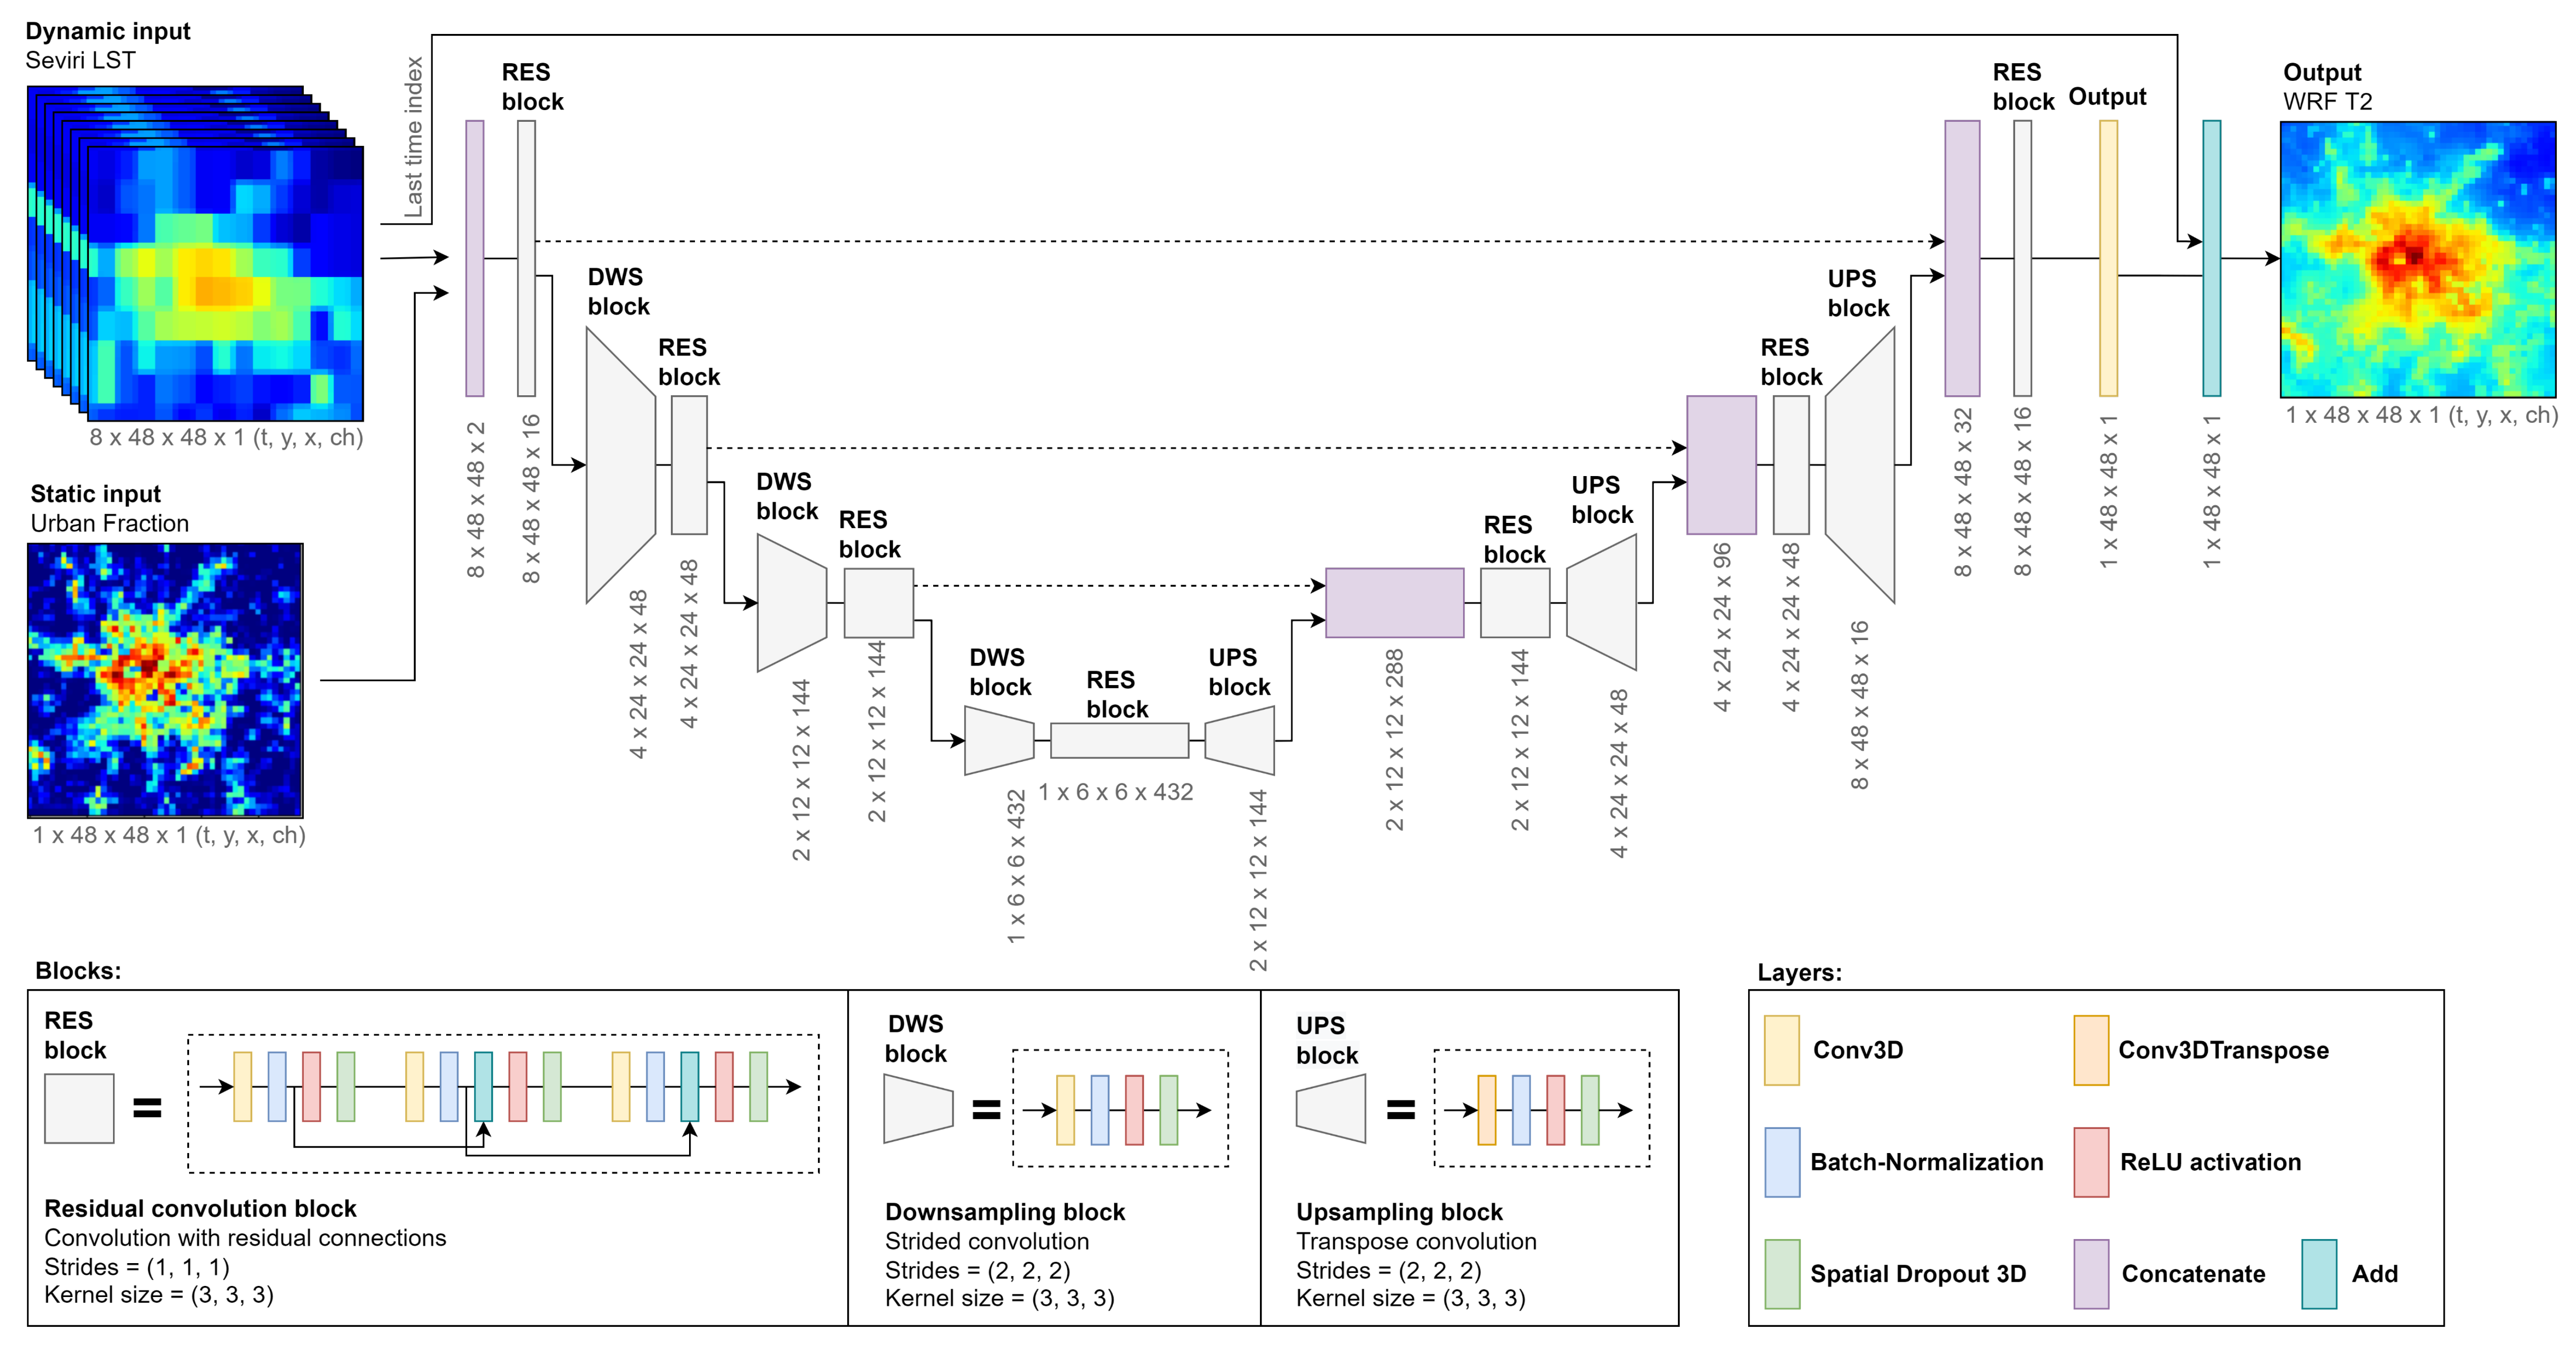 Dynamic input
Seviri LST
Last time index
8 x 48 x 48 x 1 (t, y, x, ch)
Static input
Urban Fraction
1 x 48 x 48 x 1 (t, y, x, ch)
8 x 48 x 48 x 2
RES
block
8 x 48 x 48 x 16
DWS
block
4 x 24 x 24 x 48
RES
block
4 x 24 x 24 x 48
DWS
block
2 x 12 x 12 x 144
RES
block
2 x 12 x 12 x 144
DWS
block
1 x 6 x 6 x 432
RES
block
1 x 6 x 6 x 432
UPS
block
2 x 12 x 12 x 144
2 x 12 x 12 x 288
RES
block
2 x 12 x 12 x 144
UPS
block
4 x 24 x 24 x 48
4 x 24 x 24 x 96
RES
block
4 x 24 x 24 x 48
UPS
block
8 x 48 x 48 x 16
8 x 48 x 48 x 32
RES
block
8 x 48 x 48 x 16
Output
1 x 48 x 48 x 1
1 x 48 x 48 x 1
Output
WRF T2
1 x 48 x 48 x 1 (t, y, x, ch)
Blocks:
RES
block
=
Residual convolution block
Convolution with residual connections
Strides = (1, 1, 1)
Kernel size = (3, 3, 3)
DWS
block
=
Downsampling block
Strided convolution
Strides = (2, 2, 2)
Kernel size = (3, 3, 3)
UPS
block
=
Upsampling block
Transpose convolution
Strides = (2, 2, 2)
Kernel size = (3, 3, 3)
Layers:
Conv3D
Conv3DTranspose
Batch-Normalization
ReLU activation
Spatial Dropout 3D
Concatenate
Add